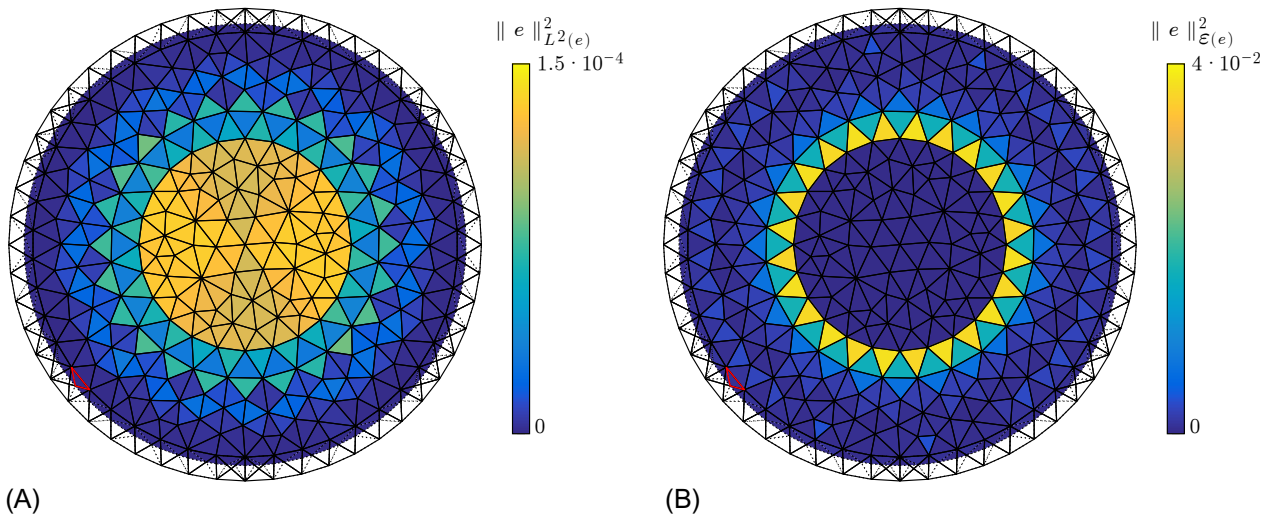 ‖ e ‖²_{L²(e)}
1.5 · 10⁻⁴
0
(A)
‖ e ‖²_{ℰ(e)}
4 · 10⁻²
0
(B)